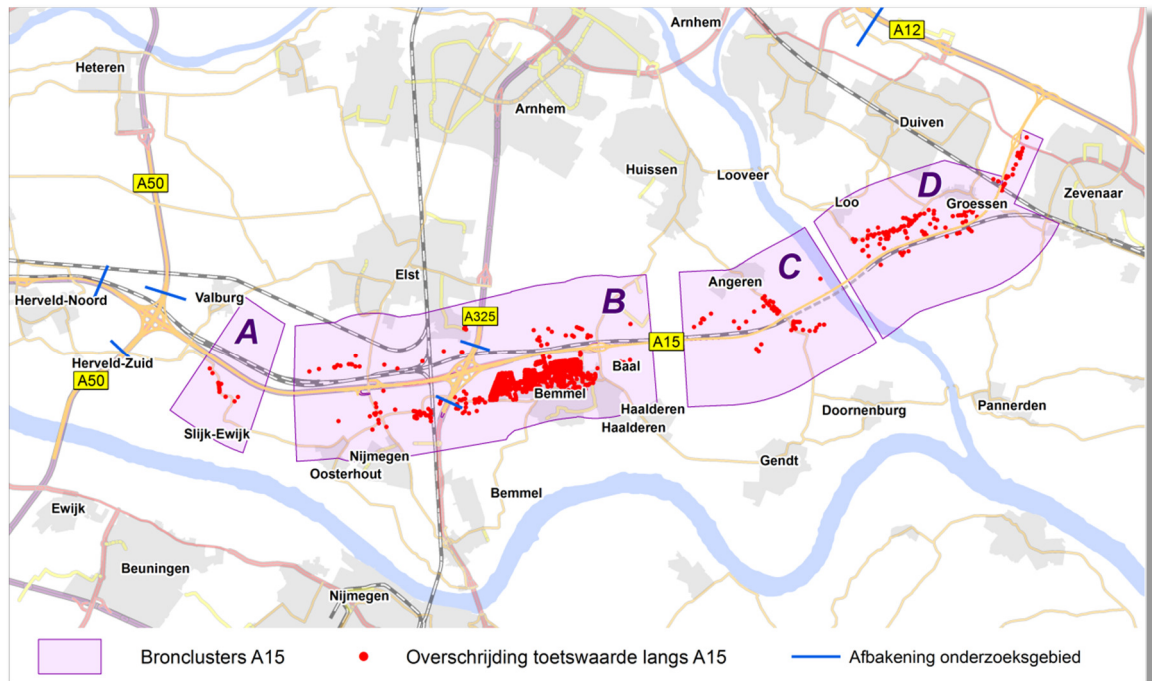 Arnhem
A12
Heteren
Arnhem
Duiven
Huissen
Looveer
A50
D
Zevenaar
Loo
Groessen
Elst
C
Angeren
Herveld-Noord
Valburg
B
A325
A
A15
Herveld-Zuid
Baal
A50
Bemmel
Haalderen
Doornenburg
Pannerden
Haalderen
Slijk-Ewijk
Nijmegen
Oosterhout
Gendt
Bemmel
Ewijk
Beuningen
Nijmegen
Bronclusters A15
Overschrijding toetswaarde langs A15
Afbakening onderzoeksgebied